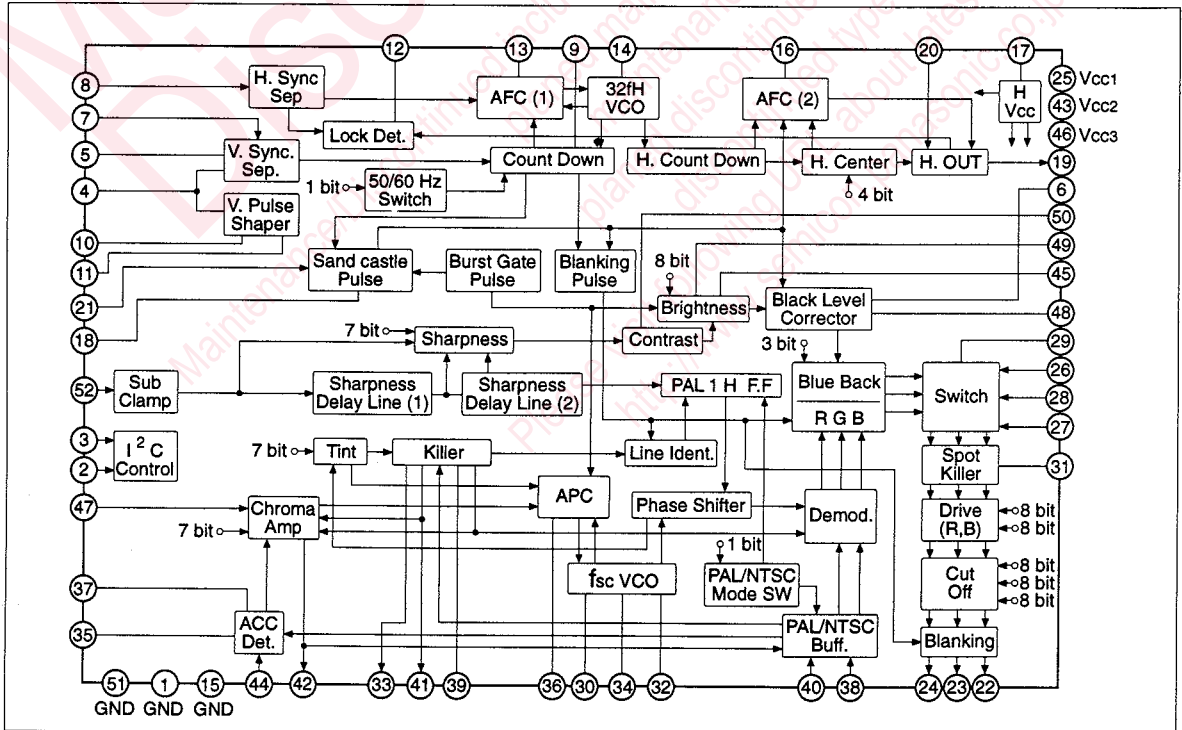 12
13
9
14
16
20
17
8
H. Sync
Sep
AFC (1)
32fH
VCO
AFC (2)
H
Vcc
25 Vcc1
43 Vcc2
46 Vcc3
7
Lock Det.
5
V. Sync.
Sep.
Count Down
H. Count Down
H. Center
H. OUT
19
4
1 bit
50/60 Hz
Switch
4 bit
6
V. Pulse
Shaper
50
10
49
11
Sand castle
Pulse
Burst Gate
Pulse
Blanking
Pulse
8 bit
45
21
Brightness
Black Level
Corrector
48
18
7 bit
Sharpness
Contrast
3 bit
29
52
Sub
Clamp
Sharpness
Delay Line (1)
Sharpness
Delay Line (2)
PAL 1 H F.F
Blue Back
R G B
Switch
26
28
27
3
2
I2C
Control
7 bit
Tint
Killer
Line Ident.
Spot
Killer
31
47
Chroma
Amp
7 bit
APC
Phase Shifter
Demod.
Drive
(R,B)
8 bit
8 bit
1 bit
fsc VCO
PAL/NTSC
Mode SW
Cut
Off
8 bit
8 bit
8 bit
37
35
ACC
Det.
PAL/NTSC
Buff.
Blanking
51
GND
1
GND
15
GND
44
42
33
41
39
36
30
34
32
40
38
24
23
22